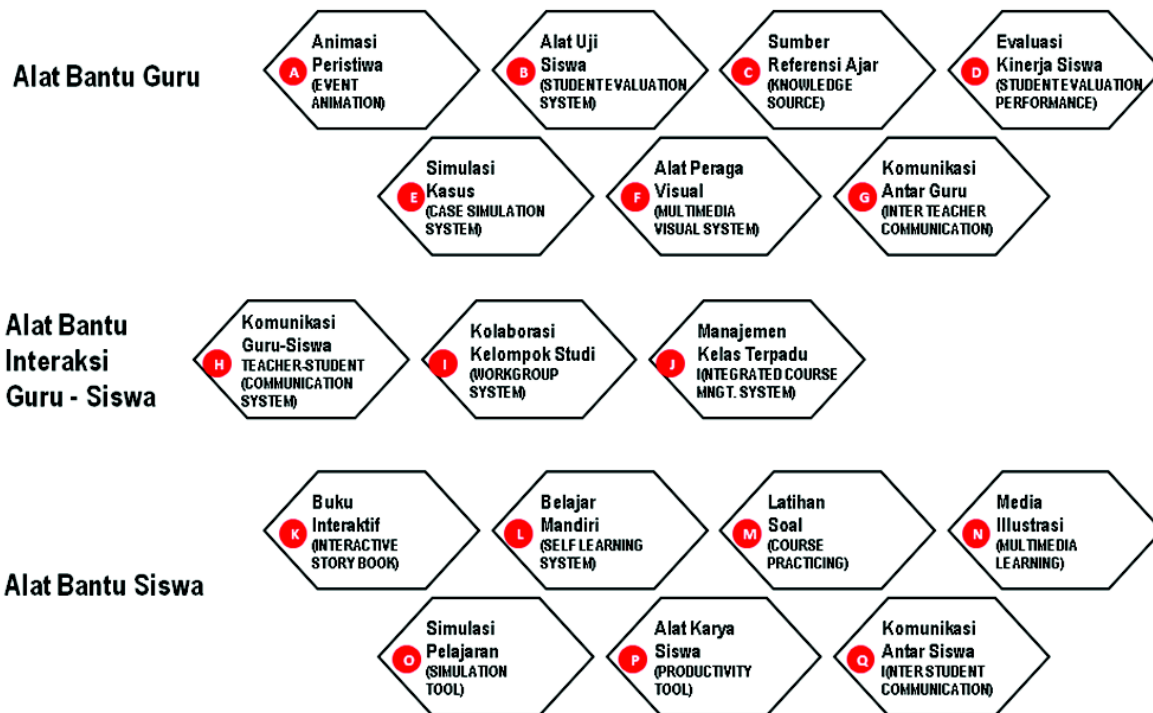 Alat Bantu Guru
A
Animasi
Peristiwa
(EVENT
ANIMATION)
B
Alat Uji
Siswa
(STUDENT EVALUATION
SYSTEM)
C
Sumber
Referensi Ajar
(KNOWLEDGE
SOURCE)
D
Evaluasi
Kinerja Siswa
(STUDENT EVALUATION
PERFORMANCE)
E
Simulasi
Kasus
(CASE SIMULATION
SYSTEM)
F
Alat Peraga
Visual
(MULTIMEDIA
VISUAL SYSTEM)
G
Komunikasi
Antar Guru
(INTER TEACHER
COMMUNICATION)
Alat Bantu
Interaksi
Guru - Siswa
H
Komunikasi
Guru-Siswa
TEACHER-STUDENT
(COMMUNICATION
SYSTEM)
I
Kolaborasi
Kelompok Studi
(WORKGROUP
SYSTEM)
J
Manajemen
Kelas Terpadu
I(NTEGRATED COURSE
MNGT. SYSTEM)
Alat Bantu Siswa
K
Buku
Interaktif
(INTERACTIVE
STORY BOOK)
L
Belajar
Mandiri
(SELF LEARNING
SYSTEM)
M
Latihan
Soal
(COURSE
PRACTICING)
N
Media
Illustrasi
(MULTIMEDIA
LEARNING)
O
Simulasi
Pelajaran
(SIMULATION
TOOL)
P
Alat Karya
Siswa
(PRODUCTIVITY
TOOL)
Q
Komunikasi
Antar Siswa
I(NTER STUDENT
COMMUNICATION)